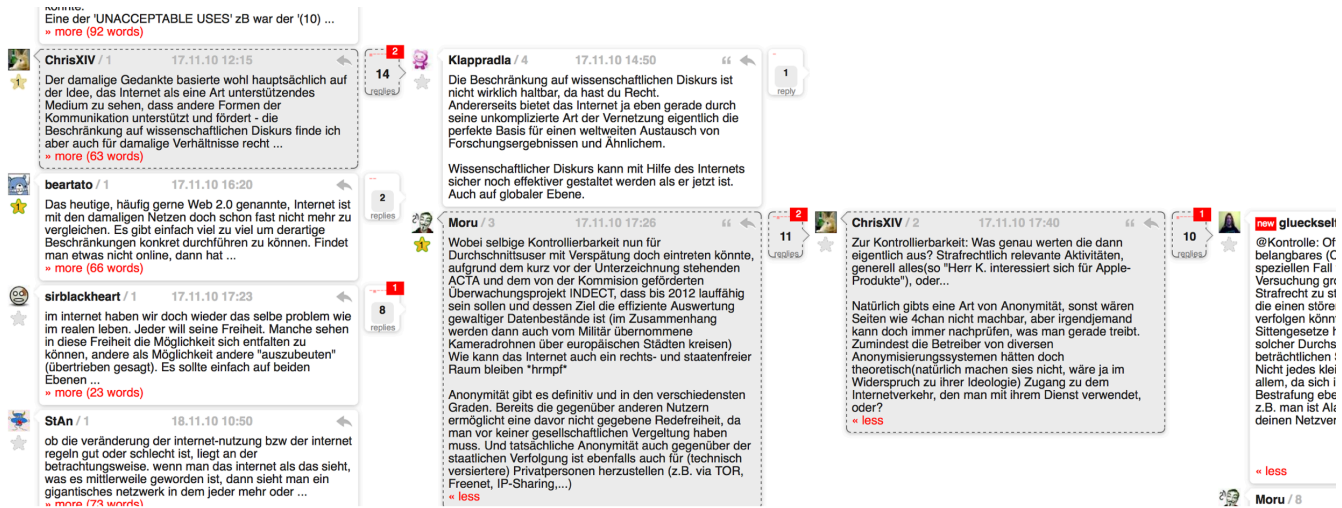 Eine der 'UNACCEPTABLE USES' zB war der '(10) ...
» more (92 words)
ChrisXIV / 1 17.11.10 12:15
Der damalige Gedanke basierte wohl hauptsächlich auf
der Idee, das Internet als eine Art unterstützendes
Medium zu sehen, dass andere Formen der
Kommunikation unterstützt und fördert - die
Beschränkung auf wissenschaftlichen Diskurs finde ich
aber auch für damalige Verhältnisse recht ...
» more (63 words)
2
14
replies
beartato / 1 17.11.10 16:20
Das heutige, häufig gerne Web 2.0 genannte, Internet ist
mit den damaligen Netzen doch schon fast nicht mehr zu
vergleichen. Es gibt einfach viel zu viel um derartige
Beschränkungen konkret durchführen zu können. Findet
man etwas nicht online, dann hat ...
» more (66 words)
2
replies
sirblackheart / 1 17.11.10 17:23
im internet haben wir doch wieder das selbe problem wie
im realen leben. Jeder will seine Freiheit. Manche sehen
in diese Freiheit die Möglichkeit sich entfalten zu
können, andere als Möglichkeit andere "auszubeuten"
(übertrieben gesagt). Es sollte einfach auf beiden
Ebenen ...
» more (23 words)
1
8
replies
StAn / 1 18.11.10 10:50
ob die veränderung der internet-nutzung bzw der internet
regeln gut oder schlecht ist, liegt an der
betrachtungsweise. wenn man das internet als das sieht,
was es mittlerweile geworden ist, dann sieht man ein
gigantisches netzwerk in dem jeder mehr oder ...
» more (73 words)
1
1
Klappradla / 4 17.11.10 14:50
Die Beschränkung auf wissenschaftlichen Diskurs ist
nicht wirklich haltbar, da hast du Recht.
Andererseits bietet das Internet ja eben gerade durch
seine unkomplizierte Art der Vernetzung eigentlich die
perfekte Basis für einen weltweiten Austausch von
Forschungsergebnissen und Ähnlichem.
Wissenschaftlicher Diskurs kann mit Hilfe des Internets
sicher noch effektiver gestaltet werden als er jetzt ist.
Auch auf globaler Ebene.
1
reply
Moru / 3 17.11.10 17:26
Wobei selbige Kontrollierbarkeit nun für
Durchschnittsuser mit Verspätung doch eintreten könnte,
aufgrund dem kurz vor der Unterzeichnung stehenden
ACTA und dem von der Kommision geförderten
Überwachungsprojekt INDECT, dass bis 2012 lauffähig
sein sollen und dessen Ziel die effiziente Auswertung
gewaltiger Datenbestände ist (im Zusammenhang
werden dann auch vom Militär übernommene
Kameradrohnen über europäischen Städten kreisen)
Wie kann das Internet auch ein rechts- und staatenfreier
Raum bleiben *hrmpf*
Anonymität gibt es definitiv und in den verschiedensten
Graden. Bereits die gegenüber anderen Nutzern
ermöglicht eine davor nicht gegebene Redefreiheit, da
man vor keiner gesellschaftlichen Vergeltung haben
muss. Und tatsächliche Anonymität auch gegenüber der
staatlichen Verfolgung ist ebenfalls auch für (technisch
versiertere) Privatpersonen herzustellen (z.B. via TOR,
Freenet, IP-Sharing,...)
« less
2
11
replies
1
ChrisXIV / 2 17.11.10 17:40
Zur Kontrollierbarkeit: Was genau werten die dann
eigentlich aus? Strafrechtlich relevante Aktivitäten,
generell alles(so "Herr K. interessiert sich für Apple-
Produkte"), oder...
Natürlich gibts eine Art von Anonymität, sonst wären
Seiten wie 4chan nicht machbar, aber irgendjemand
kann doch immer nachprüfen, was man gerade treibt.
Zumindest die Betreiber von diversen
Anonymisierungssystemen hätten doch
theoretisch(natürlich machen sies nicht, wäre ja im
Widerspruch zu ihrer Ideologie) Zugang zu dem
Internetverkehr, den man mit ihrem Dienst verwendet,
oder?
« less
1
10
replies
new glueckself
@Kontrolle: Of
belangbares (C
speziellen Fall
Versuchung gro
Strafrecht zu st
die einen störe
verfolgen könn
Sittengesetze h
solcher Durchs
beträchtlichen S
Nicht jedes klei
allem, da sich i
Bestrafung ebe
z.B. man ist Ala
deinen Netzver
« less
Moru / 8